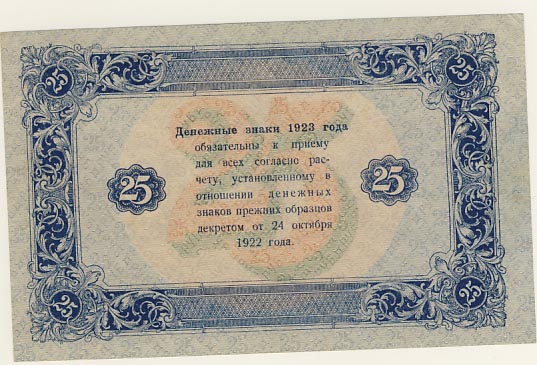 25 25
Денежные знаки 1923 года
обязательны к приему
для всех согласно рас-
чету, установленному в
25 25
отношении денежных
знаков прежних образцов
декретом от 24 октября
1922 года.
25 25